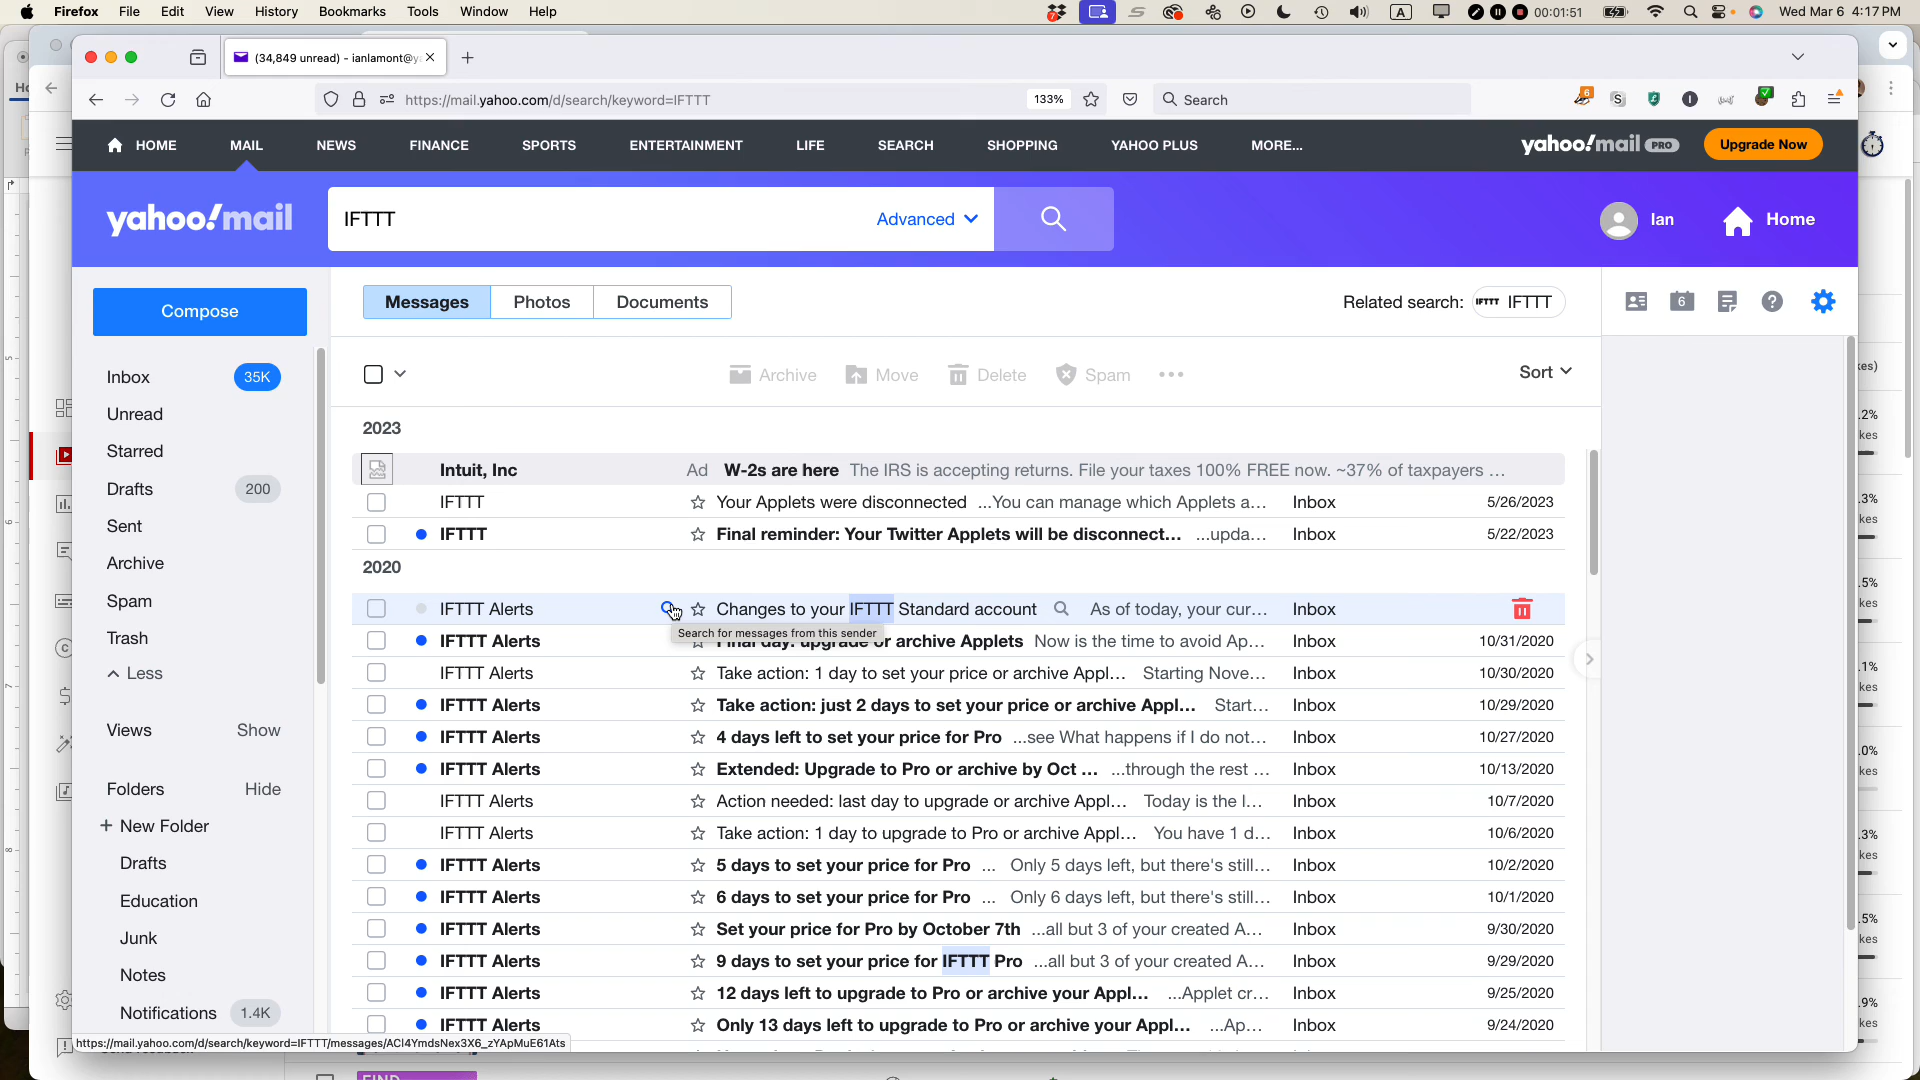 Firefox File Edit View History Bookmarks Tools Window Help
00:01:51 Wed Mar 6 4:17 PM
(34,849 unread) - ianlamont@y
https://mail.yahoo.com/d/search/keyword=IFTTT 133% Search
HOME MAIL NEWS FINANCE SPORTS ENTERTAINMENT LIFE SEARCH SHOPPING YAHOO PLUS MORE... yahoo!mail PRO Upgrade Now
yahoo!mail IFTTT Advanced Ian Home
Compose
Messages Photos Documents Related search: IFTTT IFTTT 6
Archive Move Delete Spam Sort
Inbox 35K
Unread
Starred
Drafts 200
Sent
Archive
Spam
Trash
Less
Views Show
Folders Hide
+ New Folder
Drafts
Education
Junk
Notes
Notifications 1.4K
2023
Intuit, Inc Ad W-2s are here The IRS is accepting returns. File your taxes 100% FREE now. ~37% of taxpayers ...
IFTTT Your Applets were disconnected ...You can manage which Applets a... Inbox 5/26/2023
IFTTT Final reminder: Your Twitter Applets will be disconnect... ...upda... Inbox 5/22/2023
2020
IFTTT Alerts Changes to your IFTTT Standard account As of today, your cur... Inbox
Search for messages from this sender
IFTTT Alerts Final day: upgrade or archive Applets Now is the time to avoid Ap... Inbox 10/31/2020
IFTTT Alerts Take action: 1 day to set your price or archive Appl... Starting Nove... Inbox 10/30/2020
IFTTT Alerts Take action: just 2 days to set your price or archive Appl... Start... Inbox 10/29/2020
IFTTT Alerts 4 days left to set your price for Pro ...see What happens if I do not... Inbox 10/27/2020
IFTTT Alerts Extended: Upgrade to Pro or archive by Oct ... ...through the rest ... Inbox 10/13/2020
IFTTT Alerts Action needed: last day to upgrade or archive Appl... Today is the l... Inbox 10/7/2020
IFTTT Alerts Take action: 1 day to upgrade to Pro or archive Appl... You have 1 d... Inbox 10/6/2020
IFTTT Alerts 5 days to set your price for Pro ... Only 5 days left, but there's still... Inbox 10/2/2020
IFTTT Alerts 6 days to set your price for Pro ... Only 6 days left, but there's still... Inbox 10/1/2020
IFTTT Alerts Set your price for Pro by October 7th ...all but 3 of your created A... Inbox 9/30/2020
IFTTT Alerts 9 days to set your price for IFTTT Pro ...all but 3 of your created A... Inbox 9/29/2020
IFTTT Alerts 12 days left to upgrade to Pro or archive your Appl... ...Applet cr... Inbox 9/25/2020
IFTTT Alerts Only 13 days left to upgrade to Pro or archive your Appl... ...Ap... Inbox 9/24/2020
https://mail.yahoo.com/d/search/keyword=IFTTT/messages/ACI4YmdsNex3X6_zYApMuE61Ats